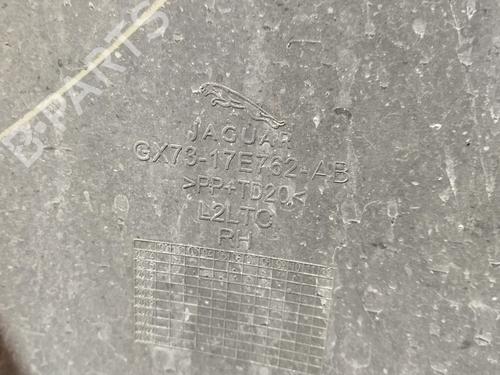 B-PARTS
JAGUAR
GX73-17E762-AB
>PP+TD20<
L2LTC
RH